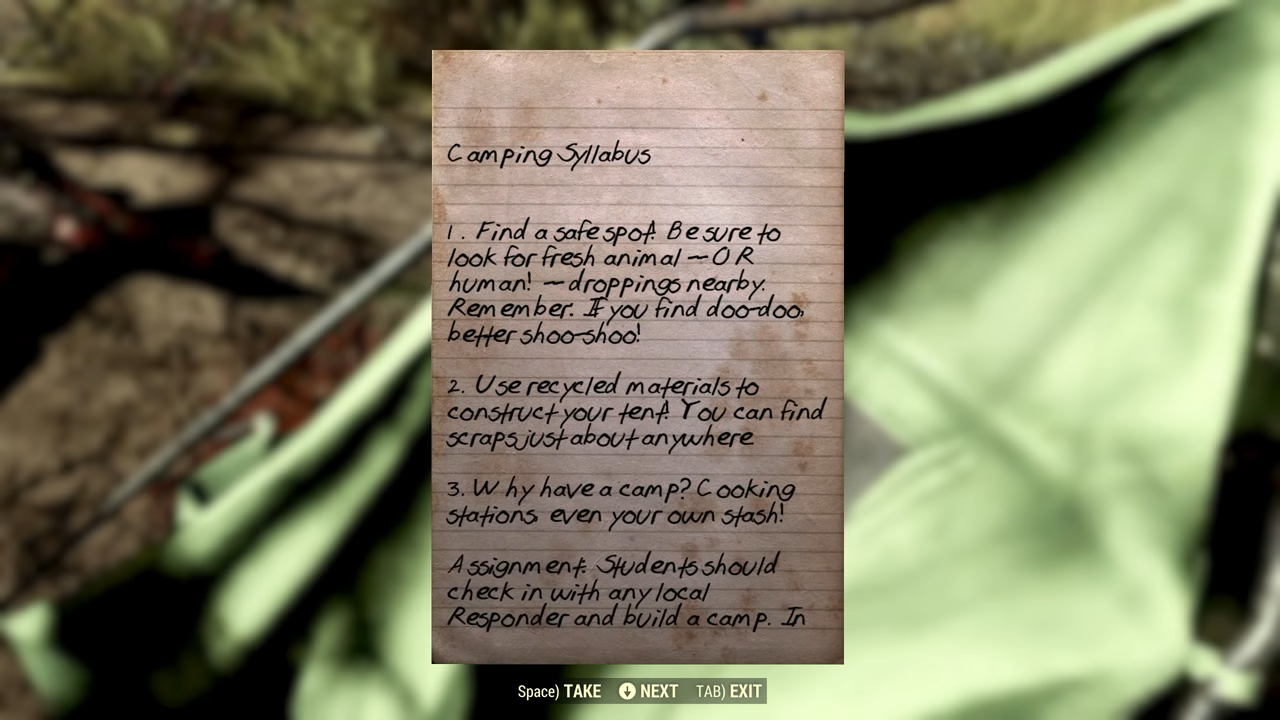 Camping Syllabus
1. Find a safe spot. Be sure to
look for fresh animal - OR
human! - droppings nearby.
Remember: If you find doo-doo,
better shoo-shoo!
2. Use recycled materials to
construct your tent. You can find
scraps just about anywhere
3. Why have a camp? Cooking
stations, even your own stash!
Assignment: Students should
check in with any local
Responder and build a camp. In
Space) TAKE NEXT TAB) EXIT